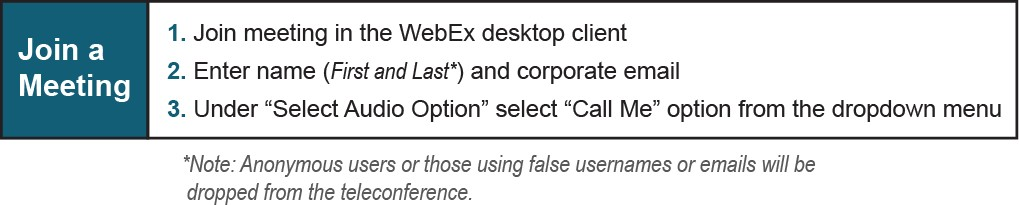 Join a
Meeting
1. Join meeting in the WebEx desktop client
2. Enter name (First and Last*) and corporate email
3. Under “Select Audio Option” select “Call Me” option from the dropdown menu
*Note: Anonymous users or those using false usernames or emails will be
dropped from the teleconference.